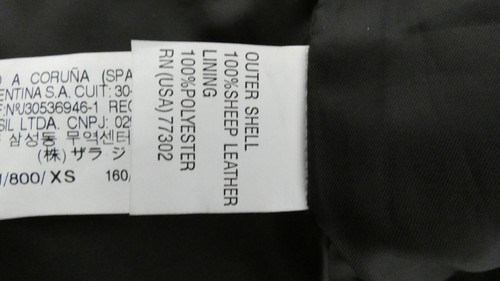 A CORUÑA (SPA
ENTINA S.A. CUIT: 30-
Nº/30536946-1 REC
SIL LTDA. CNPJ: 02
삼성동 무역센터
(株) ザラ ジ
/800/ XS 160
OUTER SHELL
100%SHEEP LEATHER
LINING
100%POLYESTER
RN (USA) 77302